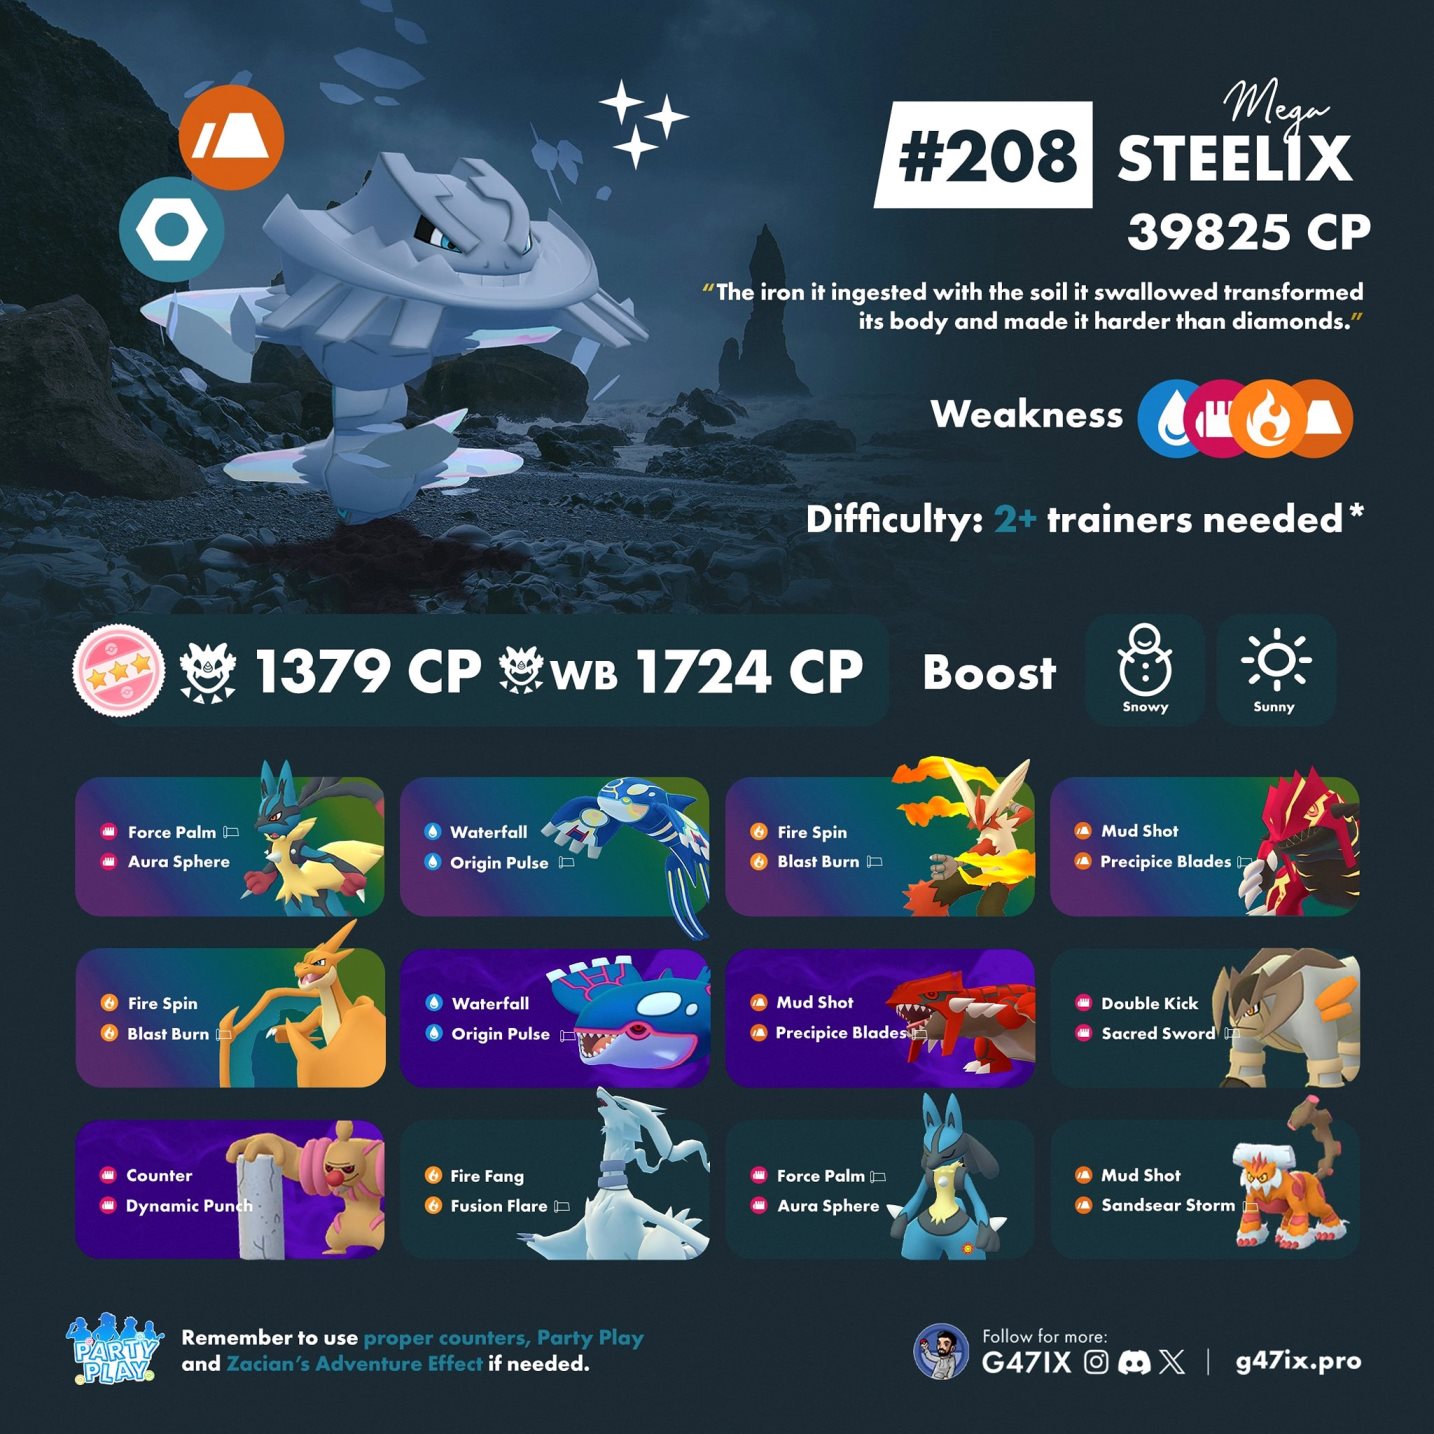 Mega
#208 STEELIX
39825 CP
“The iron it ingested with the soil it swallowed transformed
its body and made it harder than diamonds.”
Weakness
Difficulty: 2+ trainers needed*
1379 CP WB 1724 CP Boost
Snowy Sunny
Force Palm
Aura Sphere
Waterfall
Origin Pulse
Fire Spin
Blast Burn
Mud Shot
Precipice Blades
Fire Spin
Blast Burn
Waterfall
Origin Pulse
Mud Shot
Precipice Blades
Double Kick
Sacred Sword
Counter
Dynamic Punch
Fire Fang
Fusion Flare
Force Palm
Aura Sphere
Mud Shot
Sandsear Storm
PARTY
PLAY
Remember to use proper counters, Party Play
and Zacian’s Adventure Effect if needed.
Follow for more:
G47IX | g47ix.pro